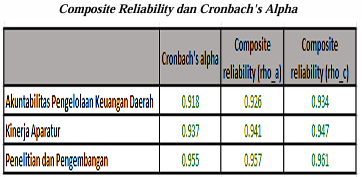 Composite Reliability dan Cronbach's Alpha
Cronbach's alpha Composite reliability (rho_a) Composite reliability (rho_c)
Akuntabilitas Pengelolaan Keuangan Daerah 0.918 0.926 0.934
Kinerja Aparatur 0.937 0.941 0.947
Penelitian dan Pengembangan 0.955 0.957 0.961